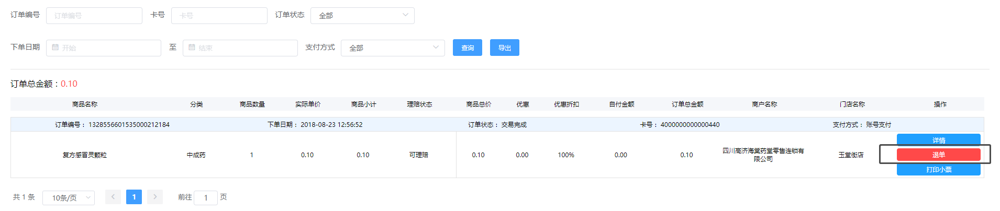 订单编号 订单编号 卡号 卡号 订单状态 全部
下单日期 开始 至 结束 支付方式 全部 查询 导出
订单总金额：0.10
商品名称 分类 商品数量 实际单价 商品小计 理赔状态 商品总价 优惠 优惠折扣 自付金额 订单总金额 商户名称 门店名称 操作
订单编号： 1328556601535000212184 下单日期： 2018-08-23 12:56:52 订单状态： 交易完成 卡号： 4000000000000440 支付方式： 账号支付
详情
复方感冒灵颗粒 中成药 1 0.10 0.10 可理赔 0.10 0.00 100% 0.00 0.10 四川高济海棠药堂零售连锁有 玉堂街店 退单
限公司
打印小票
共 1 条 10条/页 1 前往 1 页